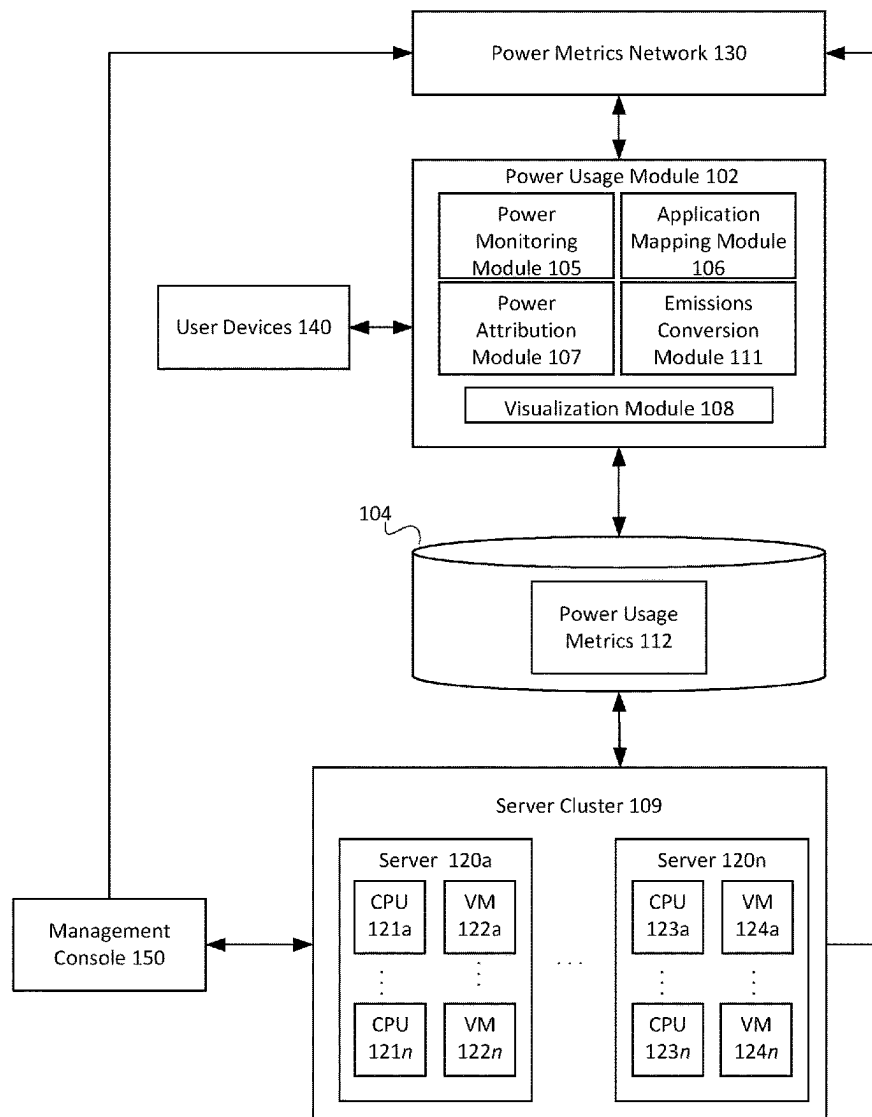 Power Metrics Network 130
Power Usage Module 102
Power
Monitoring
Module 105
Application
Mapping Module
106
Power
Attribution
Module 107
Emissions
Conversion
Module 111
Visualization Module 108
User Devices 140
104
Power Usage
Metrics 112
Server Cluster 109
Server 120a
CPU
121a
VM
122a
CPU
121n
VM
122n
. . .
Server 120n
CPU
123a
VM
124a
CPU
123n
VM
124n
Management
Console 150